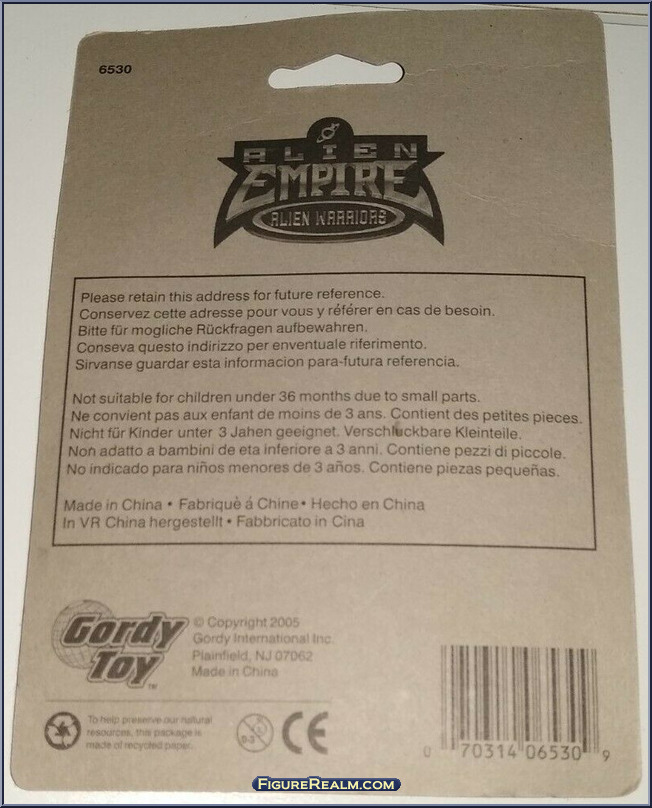 6530
ALIEN
EMPIRE
ALIEN WARRIORS
Please retain this address for future reference.
Conservez cette adresse pour vous y référer en cas de besoin.
Bitte für mogliche Rückfragen aufbewahren.
Conseva questo indirizzo per enventuale riferimento.
Sirvanse guardar esta informacion para-futura referencia.
Not suitable for children under 36 months due to small parts.
Ne convient pas aux enfant de moins de 3 ans. Contient des petites pieces.
Nicht für Kinder unter 3 Jahen geeignet. Verschluckbare Kleinteile.
Non adatto a bambini de eta inferiore a 3 anni. Contiene pezzi di piccole.
No indicado para niños menores de 3 años. Contiene piezas pequeñas.
Made in China • Fabriquè á Chine • Hecho en China
In VR China hergestellt • Fabbricato in Cina
Gordy
Toy™
© Copyright 2005
Gordy International Inc.
Plainfield, NJ 07062
Made in China
To help preserve our natural
resources, this package is
made of recycled paper.
0-3
CE
0 70314 06530 9
FigureRealm.com